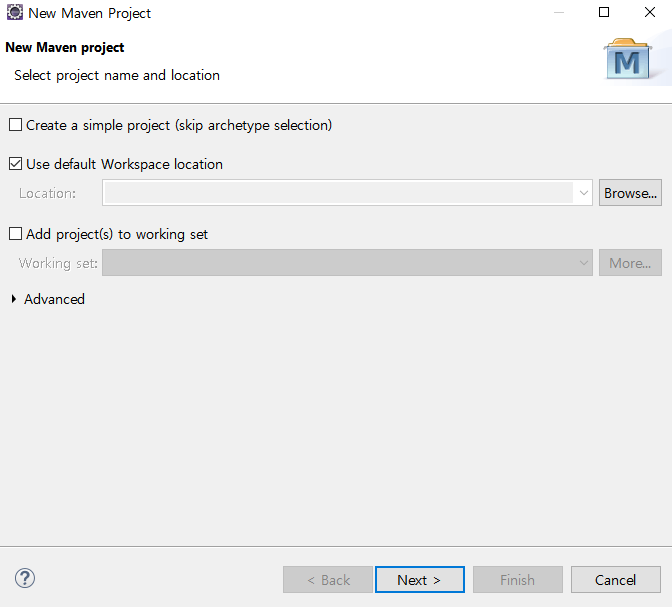 New Maven Project
New Maven project
Select project name and location
M
Create a simple project (skip archetype selection)
Use default Workspace location
Location:
Browse...
Add project(s) to working set
Working set:
More...
Advanced
?
< Back
Next >
Finish
Cancel